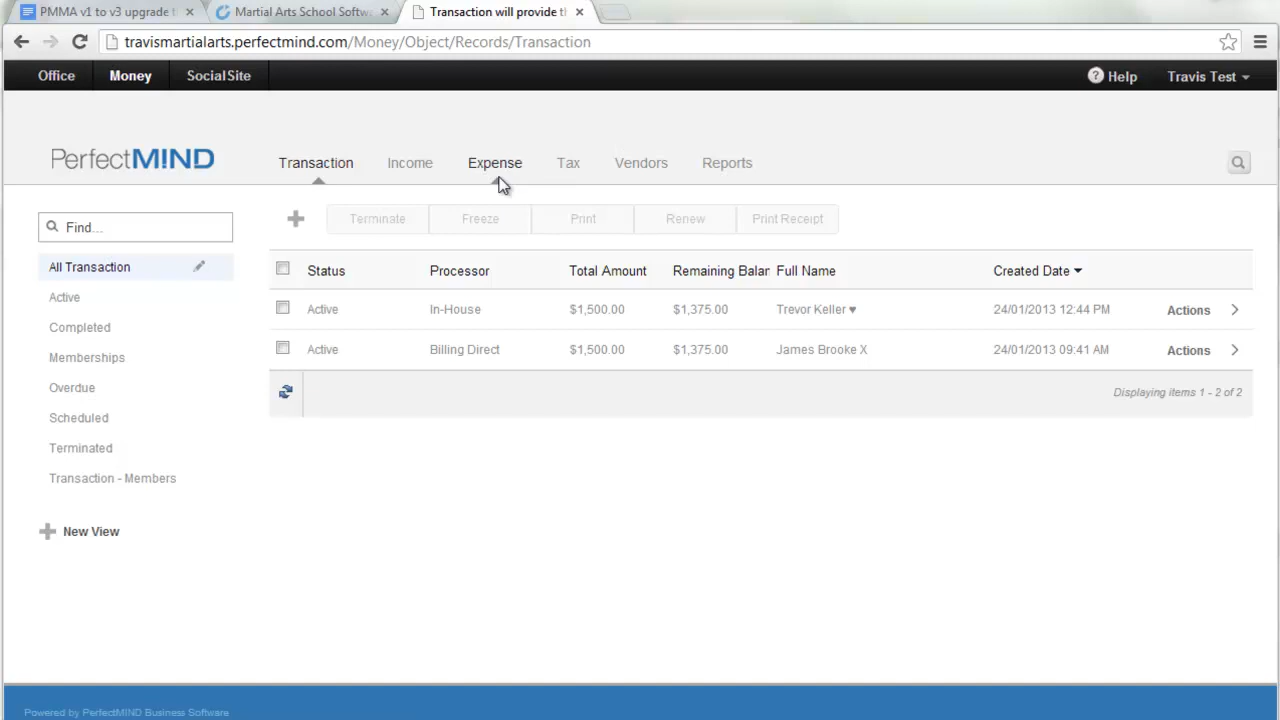 PMMA v1 to v3 upgrade t
Martial Arts School Softw
Transaction will provide t
travismartialarts.perfectmind.com/Money/Object/Records/Transaction
Office Money Social Site Help Travis Test
PerfectMIND Transaction Income Expense Tax Vendors Reports
Find...
Terminate Freeze Print Renew Print Receipt
All Transaction
Active
Completed
Memberships
Overdue
Scheduled
Terminated
Transaction - Members
New View
Status Processor Total Amount Remaining Balar Full Name Created Date
Active In-House $1,500.00 $1,375.00 Trevor Keller ♥ 24/01/2013 12:44 PM Actions
Active Billing Direct $1,500.00 $1,375.00 James Brooke X 24/01/2013 09:41 AM Actions
Displaying items 1 - 2 of 2
Powered by PerfectMIND Business Software